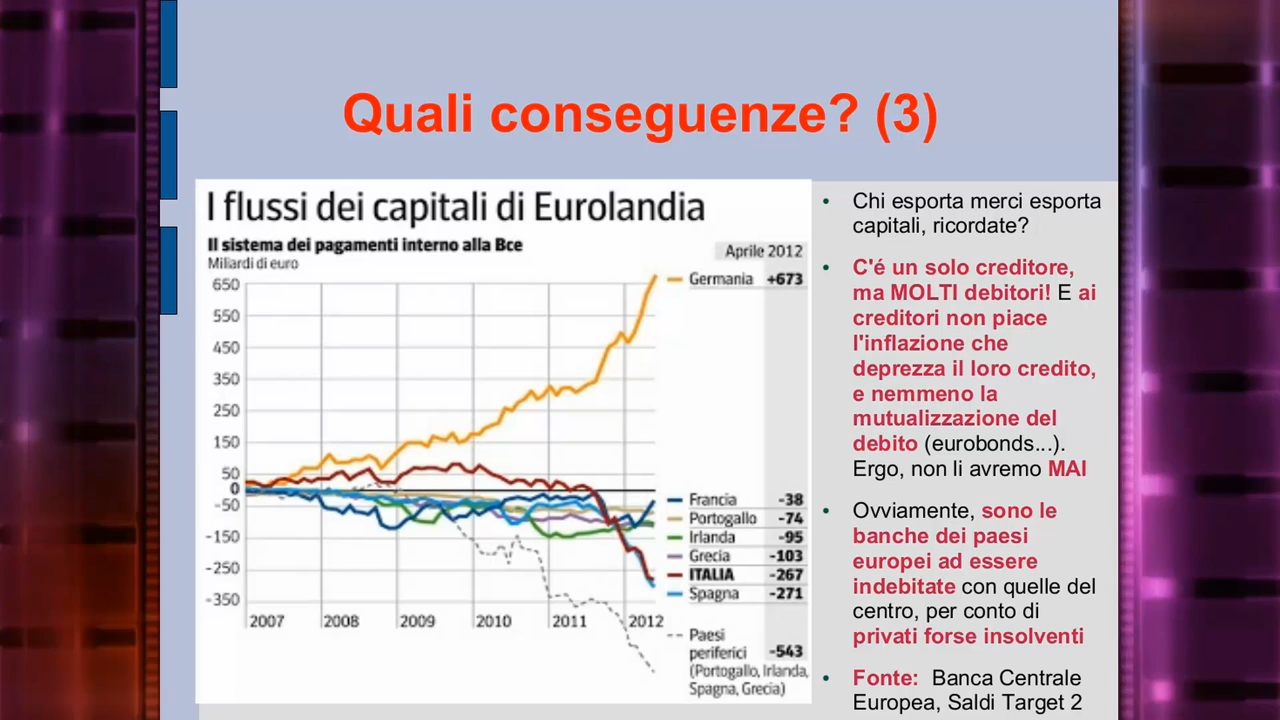 Quali conseguenze? (3)
I flussi dei capitali di Eurolandia
Il sistema dei pagamenti interno alla Bce
Miliardi di euro
Aprile 2012
650
550
450
350
250
150
50
0
-50
-150
-250
-350
2007 2008 2009 2010 2011 2012
Germania +673
Francia -38
Portogallo -74
Irlanda -95
Grecia -103
ITALIA -267
Spagna -271
Paesi
periferici -543
(Portogallo, Irlanda,
Spagna, Grecia)
• Chi esporta merci esporta
capitali, ricordate?
• C'é un solo creditore,
ma MOLTI debitori! E ai
creditori non piace
l'inflazione che
deprezza il loro credito,
e nemmeno la
mutualizzazione del
debito (eurobonds...).
Ergo, non li avremo MAI
• Ovviamente, sono le
banche dei paesi
europei ad essere
indebitate con quelle del
centro, per conto di
privati forse insolventi
• Fonte: Banca Centrale
Europea, Saldi Target 2